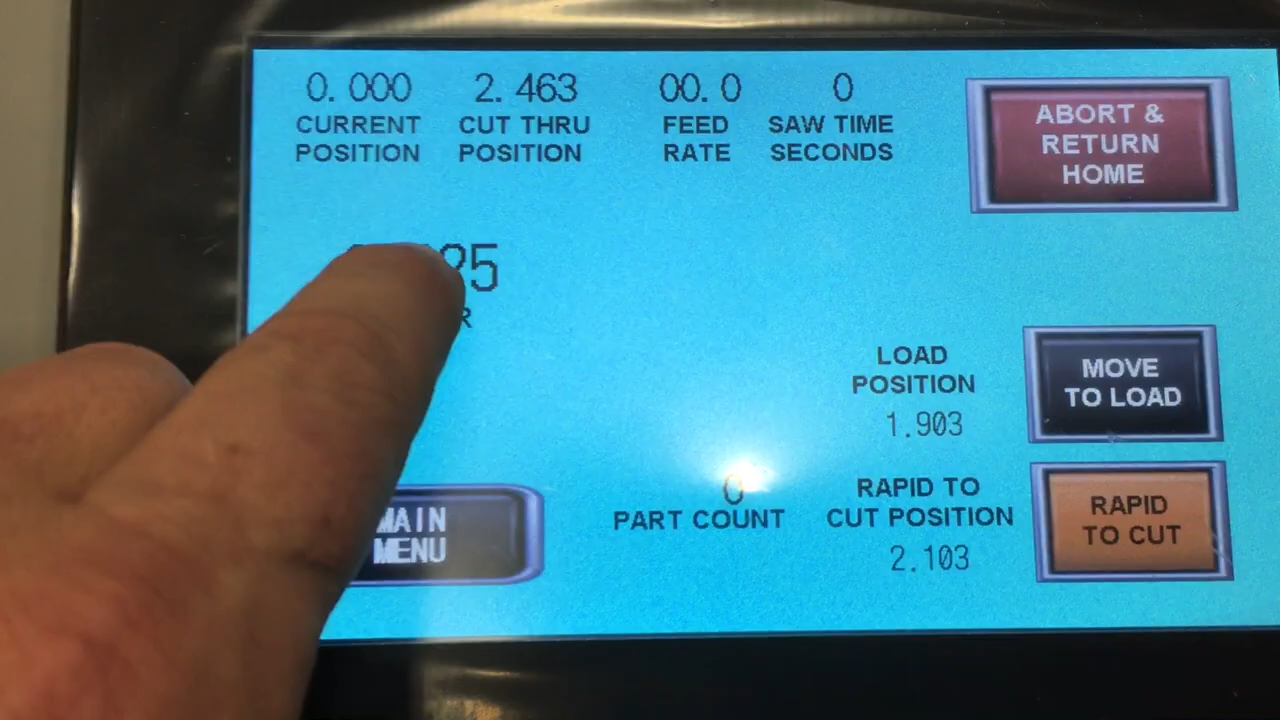 0.000
CURRENT
POSITION
2.463
CUT THRU
POSITION
00.0
FEED
RATE
0
SAW TIME
SECONDS
ABORT &
RETURN
HOME
LOAD
POSITION
1.903
MOVE
TO LOAD
MAIN
MENU
0
PART COUNT
RAPID TO
CUT POSITION
2.103
RAPID
TO CUT